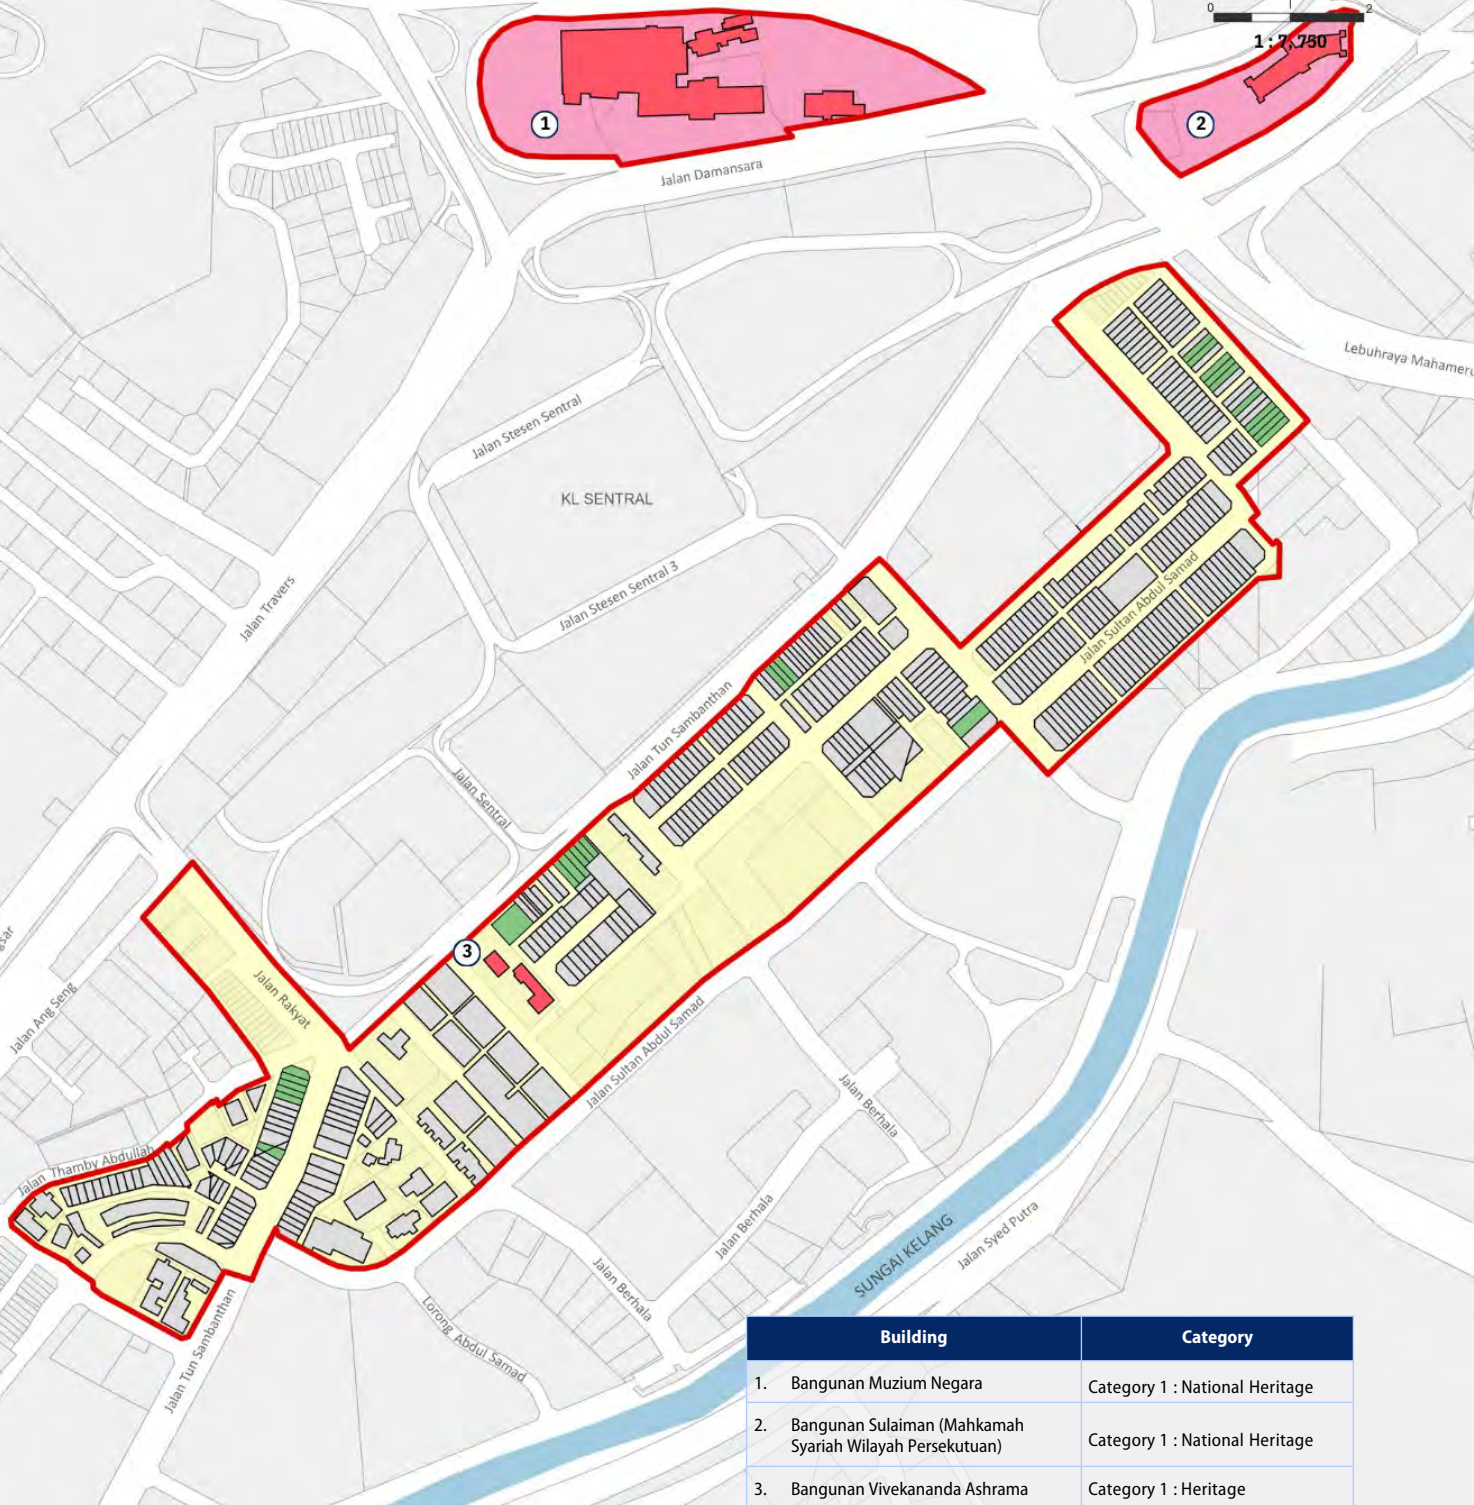 0
2
1 : 7,750
1
2
Jalan Damansara
Lebuhraya Mahameru
Jalan Stesen Sentral
KL SENTRAL
Jalan Stesen Sentral 3
Jalan Travers
Jalan Sultan Abdul Samad
Jalan Tun Sambanthan
Jalan Sentral
3
Jalan Rakyat
Jalan Ang Seng
Jalan Sultan Abdul Samad
Jalan Berhala
Jalan Thamby Abdullah
Jalan Berhala
SUNGAI KELANG
Jalan Syed Putra
Jalan Berhala
Lorong Abdul Samad
Jalan Tun Sambanthan
Building Category
1. Bangunan Muzium Negara Category 1 : National Heritage
2. Bangunan Sulaiman (Mahkamah
Syariah Wilayah Persekutuan) Category 1 : National Heritage
3. Bangunan Vivekananda Ashrama Category 1 : Heritage